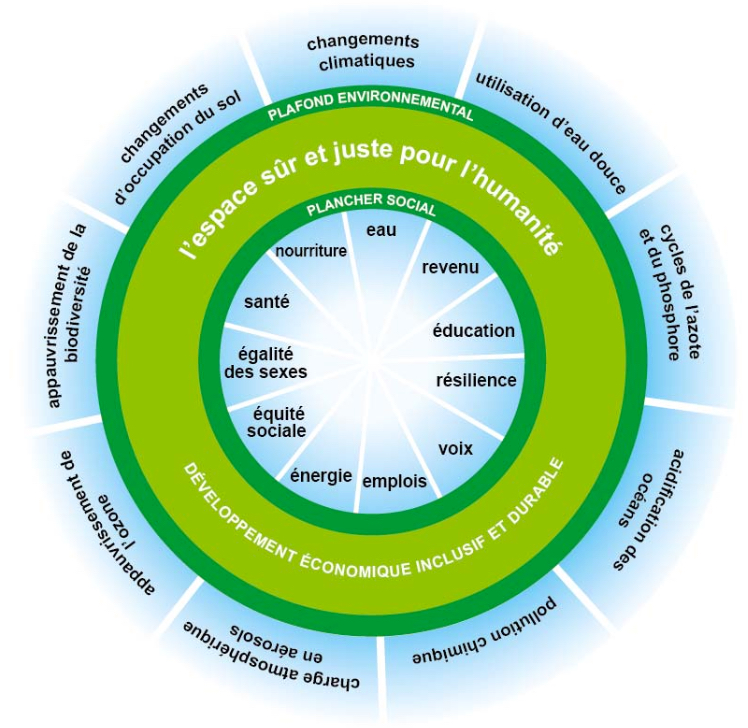 changements
climatiques
utilisation d'eau douce
cycles de l'azote
et du phosphore
acidification des
océans
pollution chimique
charge atmosphérique
en aérosols
appauvrissement de
l'ozone
appauvrissement de la
biodiversité
changements
d'occupation du sol
PLAFOND ENVIRONNEMENTAL
l'espace sûr et juste pour l'humanité
PLANCHER SOCIAL
eau
revenu
éducation
résilience
voix
emplois
énergie
équité
sociale
égalité
des sexes
santé
nourriture
DÉVELOPPEMENT ÉCONOMIQUE INCLUSIF ET DURABLE